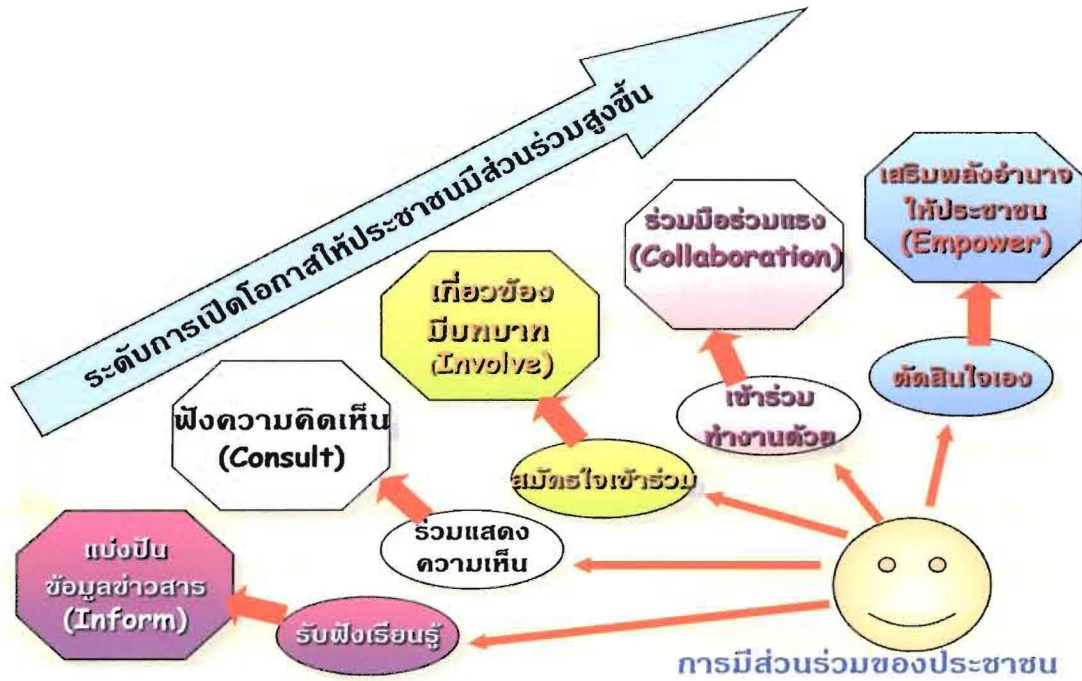 ระดับการเปิดโอกาสให้ประชาชนมีส่วนร่วมสูงขึ้น
เสริมพลังอำนาจ
ให้ประชาชน
(Empower)
ร่วมมือร่วมแรง
(Collaboration)
เกี่ยวข้อง
มีบทบาท
(Involve)
ฟังความคิดเห็น
(Consult)
แบ่งปัน
ข้อมูลข่าวสาร
(Inform)
ตัดสินใจเอง
เข้าร่วม
ทำงานด้วย
สมัครใจเข้าร่วม
ร่วมแสดง
ความเห็น
รับฟังเรียนรู้
การมีส่วนร่วมของประชาชน